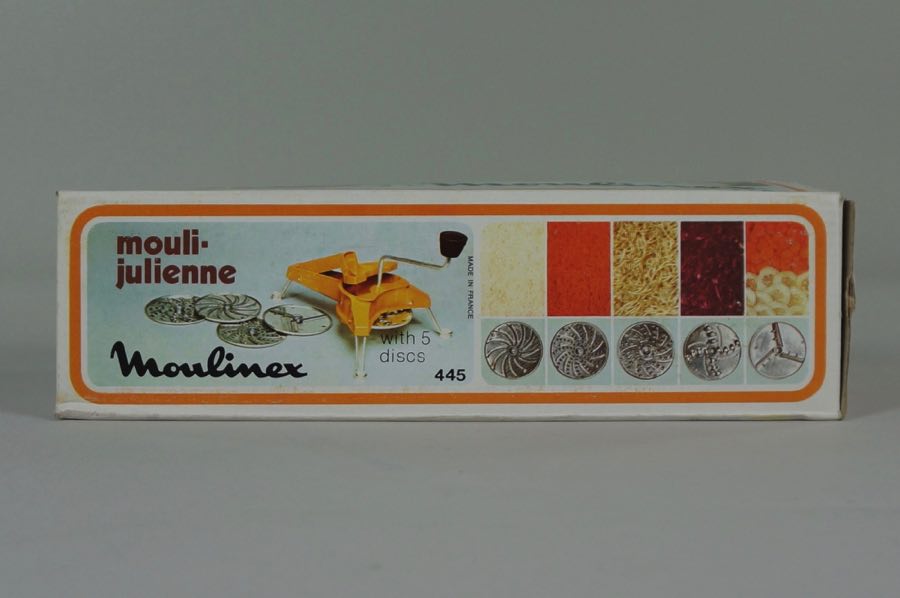 mouli-
julienne
Moulinex
with 5
discs
445
MADE IN FRANCE